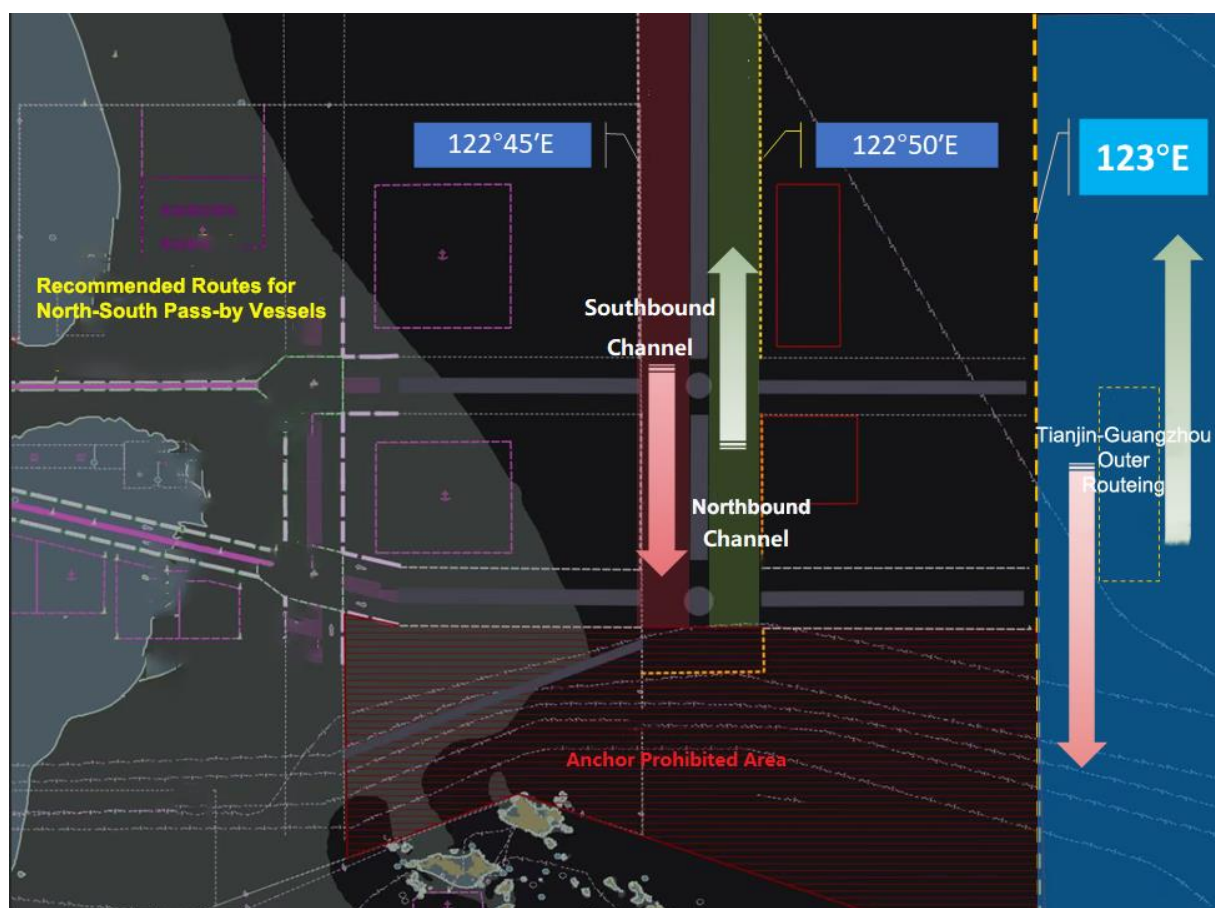 122°45′E
122°50′E
123°E
Recommended Routes for
North-South Pass-by Vessels
Southbound
Channel
Northbound
Channel
Tianjin-Guangzhou
Outer
Routeing
Anchor Prohibited Area